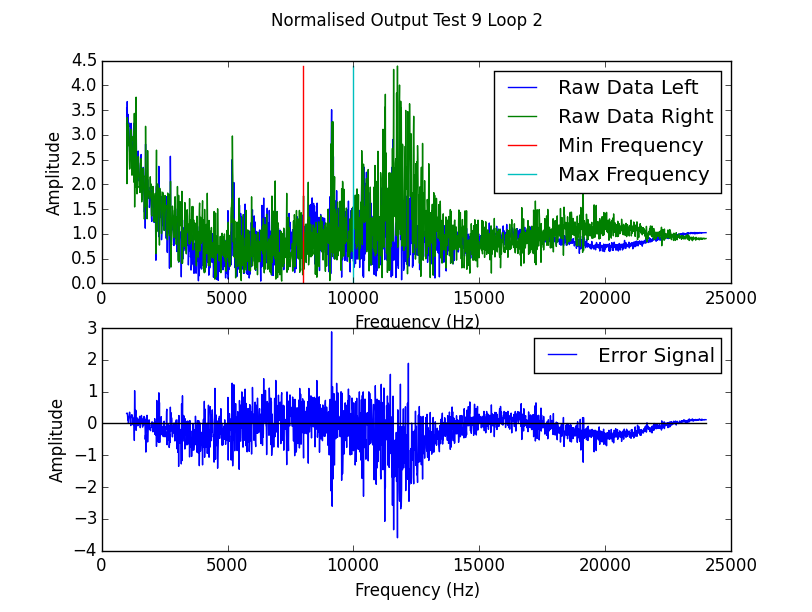 Normalised Output Test 9 Loop 2
4.5
4.0
3.5
3.0
2.5
2.0
1.5
1.0
0.5
0.0
Amplitude
Raw Data Left
Raw Data Right
Min Frequency
Max Frequency
0 5000 10000 15000 20000 25000
Frequency (Hz)
3
2
1
0
−1
−2
−3
−4
Amplitude
Error Signal
0 5000 10000 15000 20000 25000
Frequency (Hz)